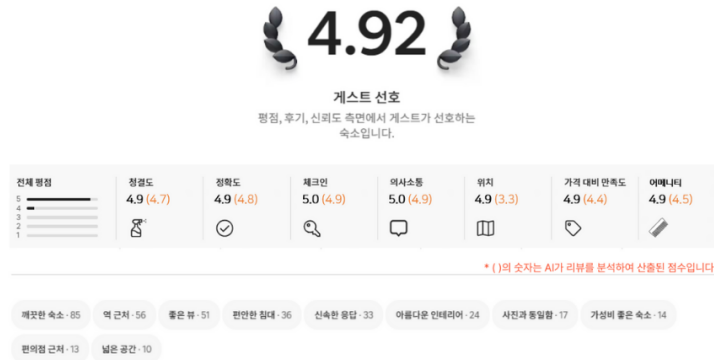 4.92
게스트 선호
평점, 후기, 신뢰도 측면에서 게스트가 선호하는
숙소입니다.
전체 평점
5
4
3
2
1
청결도
4.9 (4.7)
정확도
4.9 (4.8)
체크인
5.0 (4.9)
의사소통
5.0 (4.9)
위치
4.9 (3.3)
가격 대비 만족도
4.9 (4.4)
어메니티
4.9 (4.5)
* ( )의 숫자는 AI가 리뷰를 분석하여 산출된 점수입니다
깨끗한 숙소 · 85
역 근처 · 56
좋은 뷰 · 51
편안한 침대 · 36
신속한 응답 · 33
아름다운 인테리어 · 24
사진과 동일함 · 17
가성비 좋은 숙소 · 14
편의점 근처 · 13
넓은 공간 · 10